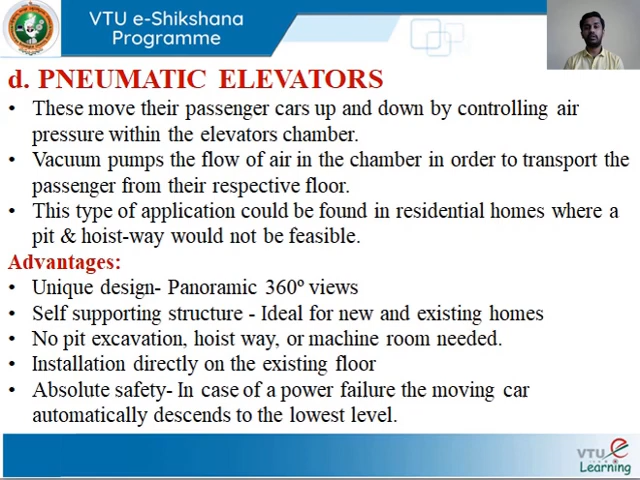 VTU e-Shikshana
Programme
d. PNEUMATIC ELEVATORS
• These move their passenger cars up and down by controlling air
pressure within the elevators chamber.
• Vacuum pumps the flow of air in the chamber in order to transport the
passenger from their respective floor.
• This type of application could be found in residential homes where a
pit & hoist-way would not be feasible.
Advantages:
• Unique design- Panoramic 360º views
• Self supporting structure - Ideal for new and existing homes
• No pit excavation, hoist way, or machine room needed.
• Installation directly on the existing floor
• Absolute safety- In case of a power failure the moving car
automatically descends to the lowest level.
VTU e
Learning